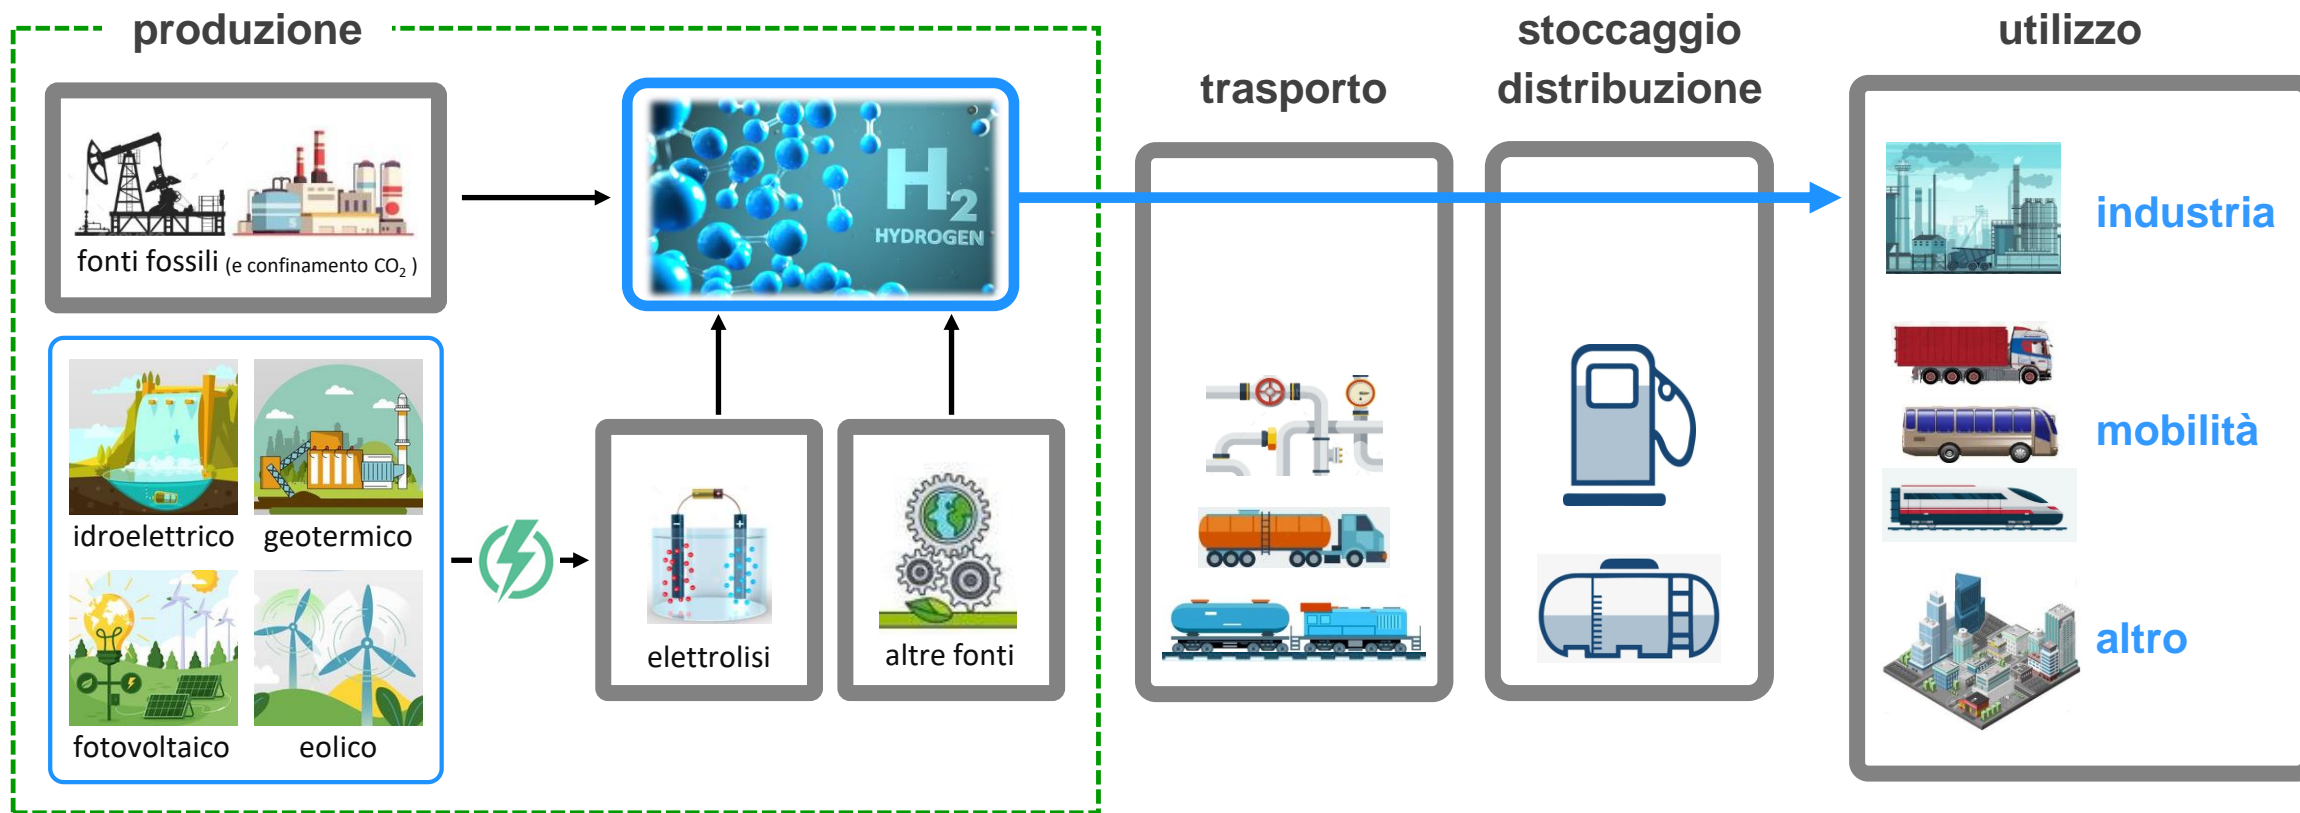 produzione
stoccaggio
utilizzo
trasporto
distribuzione
H2
HYDROGEN
fonti fossili (e confinamento CO₂ )
industria
idroelettrico
geotermico
mobilità
fotovoltaico
eolico
- +
elettrolisi
altre fonti
altro